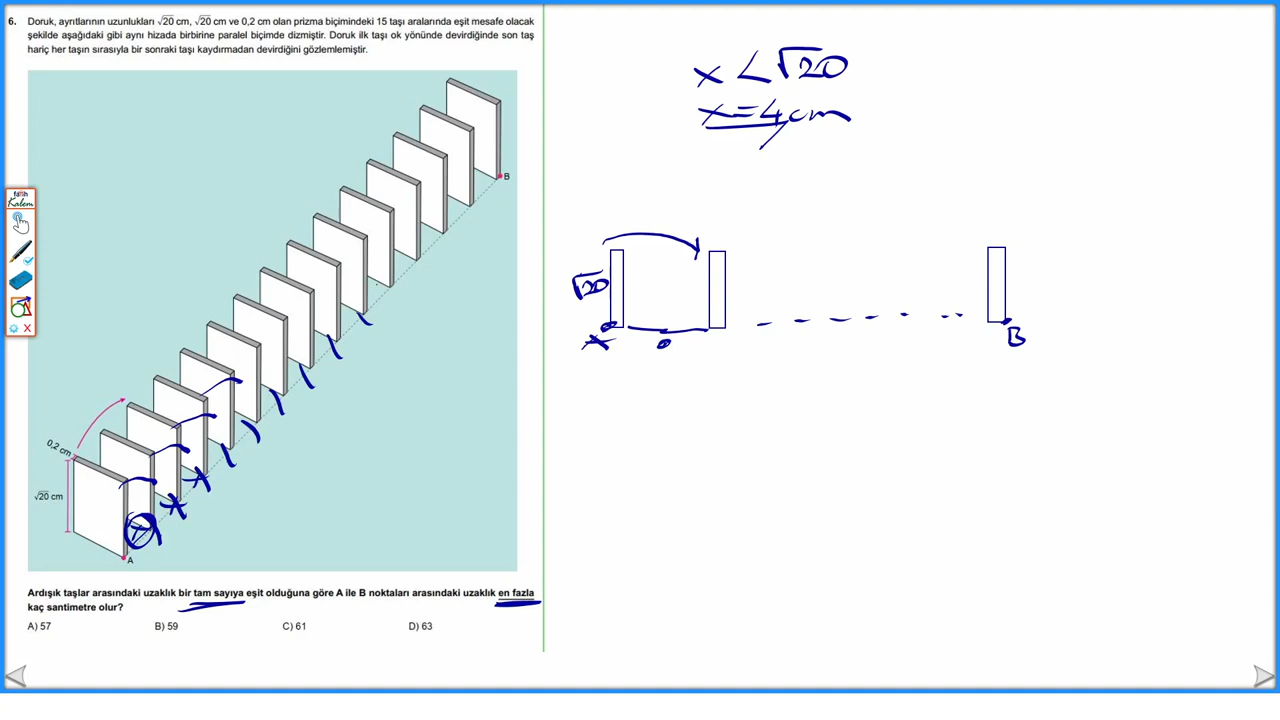 6. Doruk, ayrıtlarının uzunlukları √20 cm, √20 cm ve 0,2 cm olan prizma biçimindeki 15 taşı aralarında eşit mesafe olacak
şekilde aşağıdaki gibi aynı hizada birbirine paralel biçimde dizmiştir. Doruk ilk taşı ok yönünde devirdiğinde son taş
hariç her taşın sırasıyla bir sonraki taşı kaydırmadan devirdiğini gözlemlemiştir.
x < √20
x = 4 cm
B
fatih
Kalem
√20
B
0,2 cm
√20 cm
A
Ardışık taşlar arasındaki uzaklık bir tam sayıya eşit olduğuna göre A ile B noktaları arasındaki uzaklık en fazla
kaç santimetre olur?
A) 57 B) 59 C) 61 D) 63